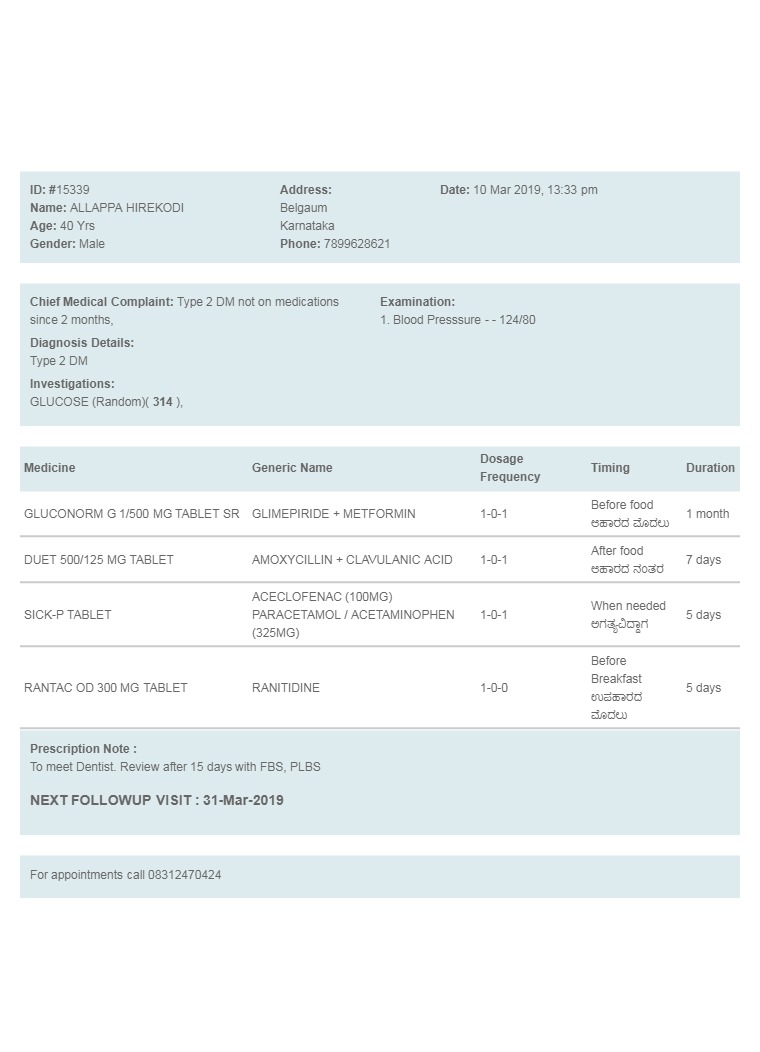 ID: #15339
Name: ALLAPPA HIREKODI
Age: 40 Yrs
Gender: Male
Address:
Belgaum
Karnataka
Phone: 7899628621
Date: 10 Mar 2019, 13:33 pm
Chief Medical Complaint: Type 2 DM not on medications
since 2 months,
Diagnosis Details:
Type 2 DM
Investigations:
GLUCOSE (Random)( 314 ),
Examination:
1. Blood Presssure - - 124/80
Medicine Generic Name Dosage Frequency Timing Duration
GLUCONORM G 1/500 MG TABLET SR GLIMEPIRIDE + METFORMIN 1-0-1 Before food ಆಹಾರದ ಮೊದಲು 1 month
DUET 500/125 MG TABLET AMOXYCILLIN + CLAVULANIC ACID 1-0-1 After food ಆಹಾರದ ನಂತರ 7 days
SICK-P TABLET ACECLOFENAC (100MG) PARACETAMOL / ACETAMINOPHEN (325MG) 1-0-1 When needed ಅಗತ್ಯವಿದ್ದಾಗ 5 days
RANTAC OD 300 MG TABLET RANITIDINE 1-0-0 Before Breakfast ಉಪಹಾರದ ಮೊದಲು 5 days
Prescription Note :
To meet Dentist. Review after 15 days with FBS, PLBS
NEXT FOLLOWUP VISIT : 31-Mar-2019
For appointments call 08312470424